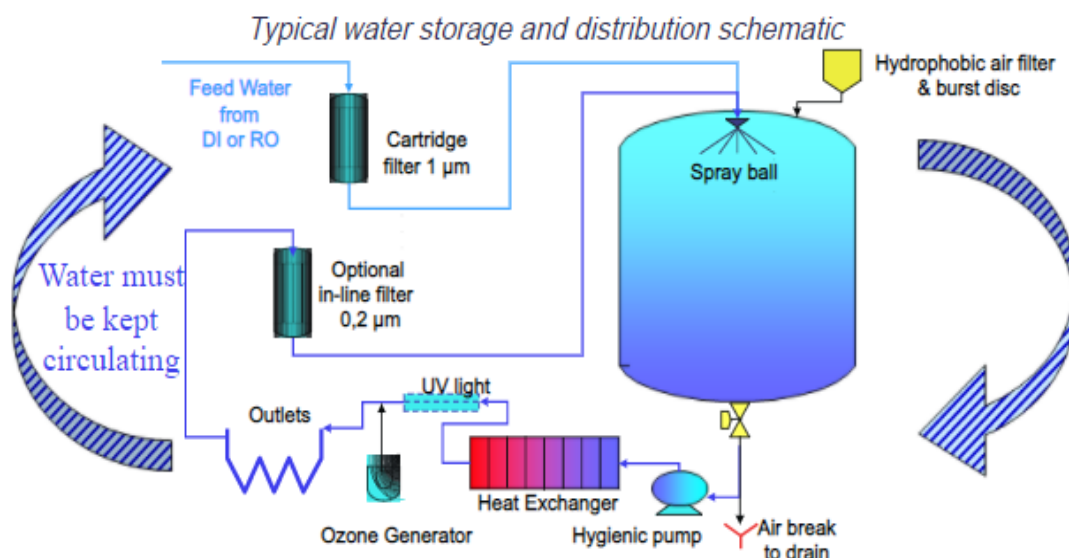 Typical water storage and distribution schematic
Feed Water
from
DI or RO
Cartridge
filter 1 µm
Hydrophobic air filter
& burst disc
Spray ball
Water must
be kept
circulating
Optional
in-line filter
0,2 µm
UV light
Outlets
Heat Exchanger
Ozone Generator
Hygienic pump
Air break
to drain